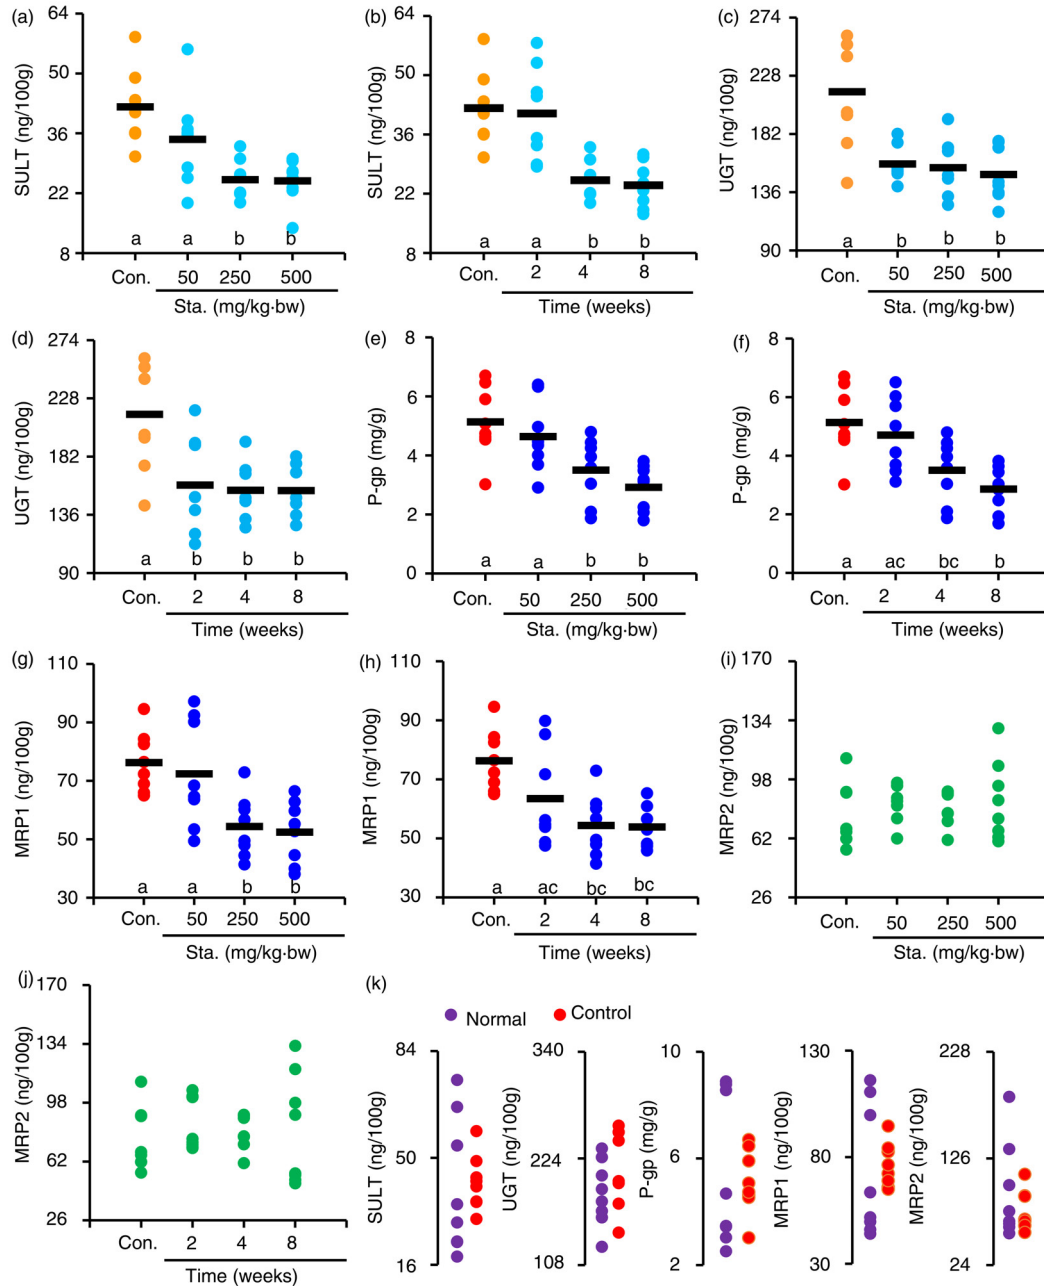 (a)
SULT (ng/100g)
64
50
36
22
8
a a b b
Con. 50 250 500
Sta. (mg/kg·bw)
(b)
SULT (ng/100g)
64
50
36
22
8
a a b b
Con. 2 4 8
Time (weeks)
(c)
UGT (ng/100g)
274
228
182
136
90
a b b b
Con. 50 250 500
Sta. (mg/kg·bw)
(d)
UGT (ng/100g)
274
228
182
136
90
a b b b
Con. 2 4 8
Time (weeks)
(e)
P-gp (mg/g)
8
6
4
2
0
a a b b
Con. 50 250 500
Sta. (mg/kg·bw)
(f)
P-gp (mg/g)
8
6
4
2
0
a ac bc b
Con. 2 4 8
Time (weeks)
(g)
MRP1 (ng/100g)
110
90
70
50
30
a a b b
Con. 50 250 500
Sta. (mg/kg·bw)
(h)
MRP1 (ng/100g)
110
90
70
50
30
a ac bc bc
Con. 2 4 8
Time (weeks)
(i)
MRP2 (ng/100g)
170
134
98
62
26
Con. 50 250 500
Sta. (mg/kg·bw)
(j)
MRP2 (ng/100g)
170
134
98
62
26
Con. 2 4 8
Time (weeks)
(k)
Normal Control
SULT (ng/100g)
84
50
16
UGT (ng/100g)
340
224
108
P-gp (mg/g)
10
6
2
MRP1 (ng/100g)
130
80
30
MRP2 (ng/100g)
228
126
24